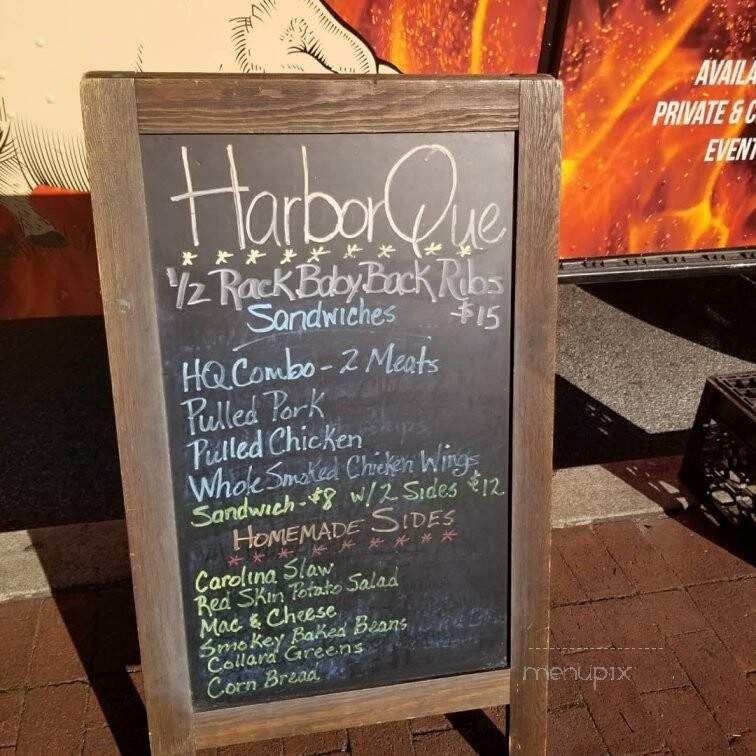 HarborQue
1/2 Rack Baby Back Ribs
Sandwiches $15
HQ Combo - 2 Meats
Pulled Pork
Pulled Chicken
Whole Smoked Chicken Wings
Sandwich - $8 w/ 2 Sides $12
HOMEMADE SIDES
Carolina Slaw
Red Skin Potato Salad
Mac & Cheese
Smokey Baked Beans
Collard Greens
Corn Bread
PRIVATE &
menupix